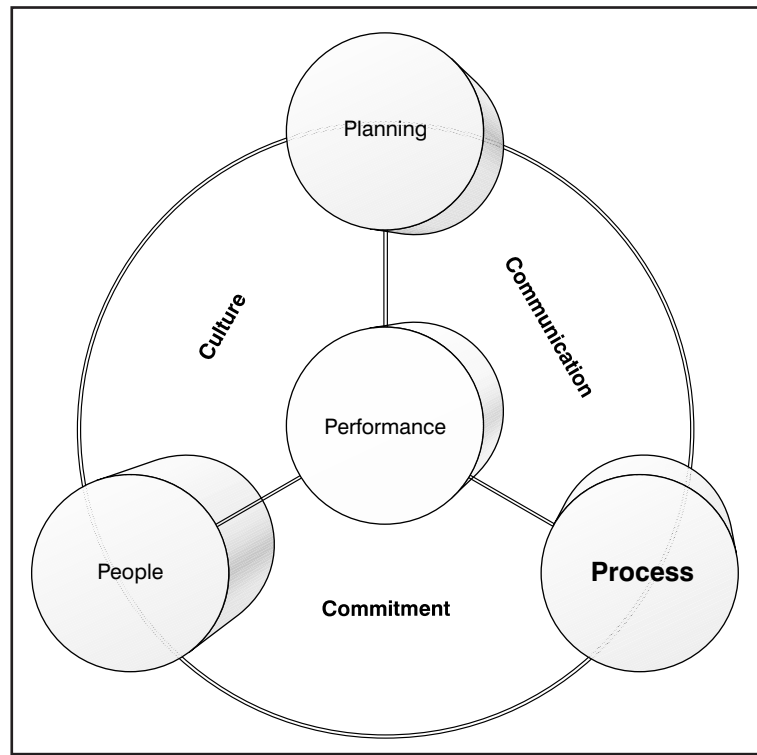 Planning
Culture
Communication
Performance
People
Process
Commitment